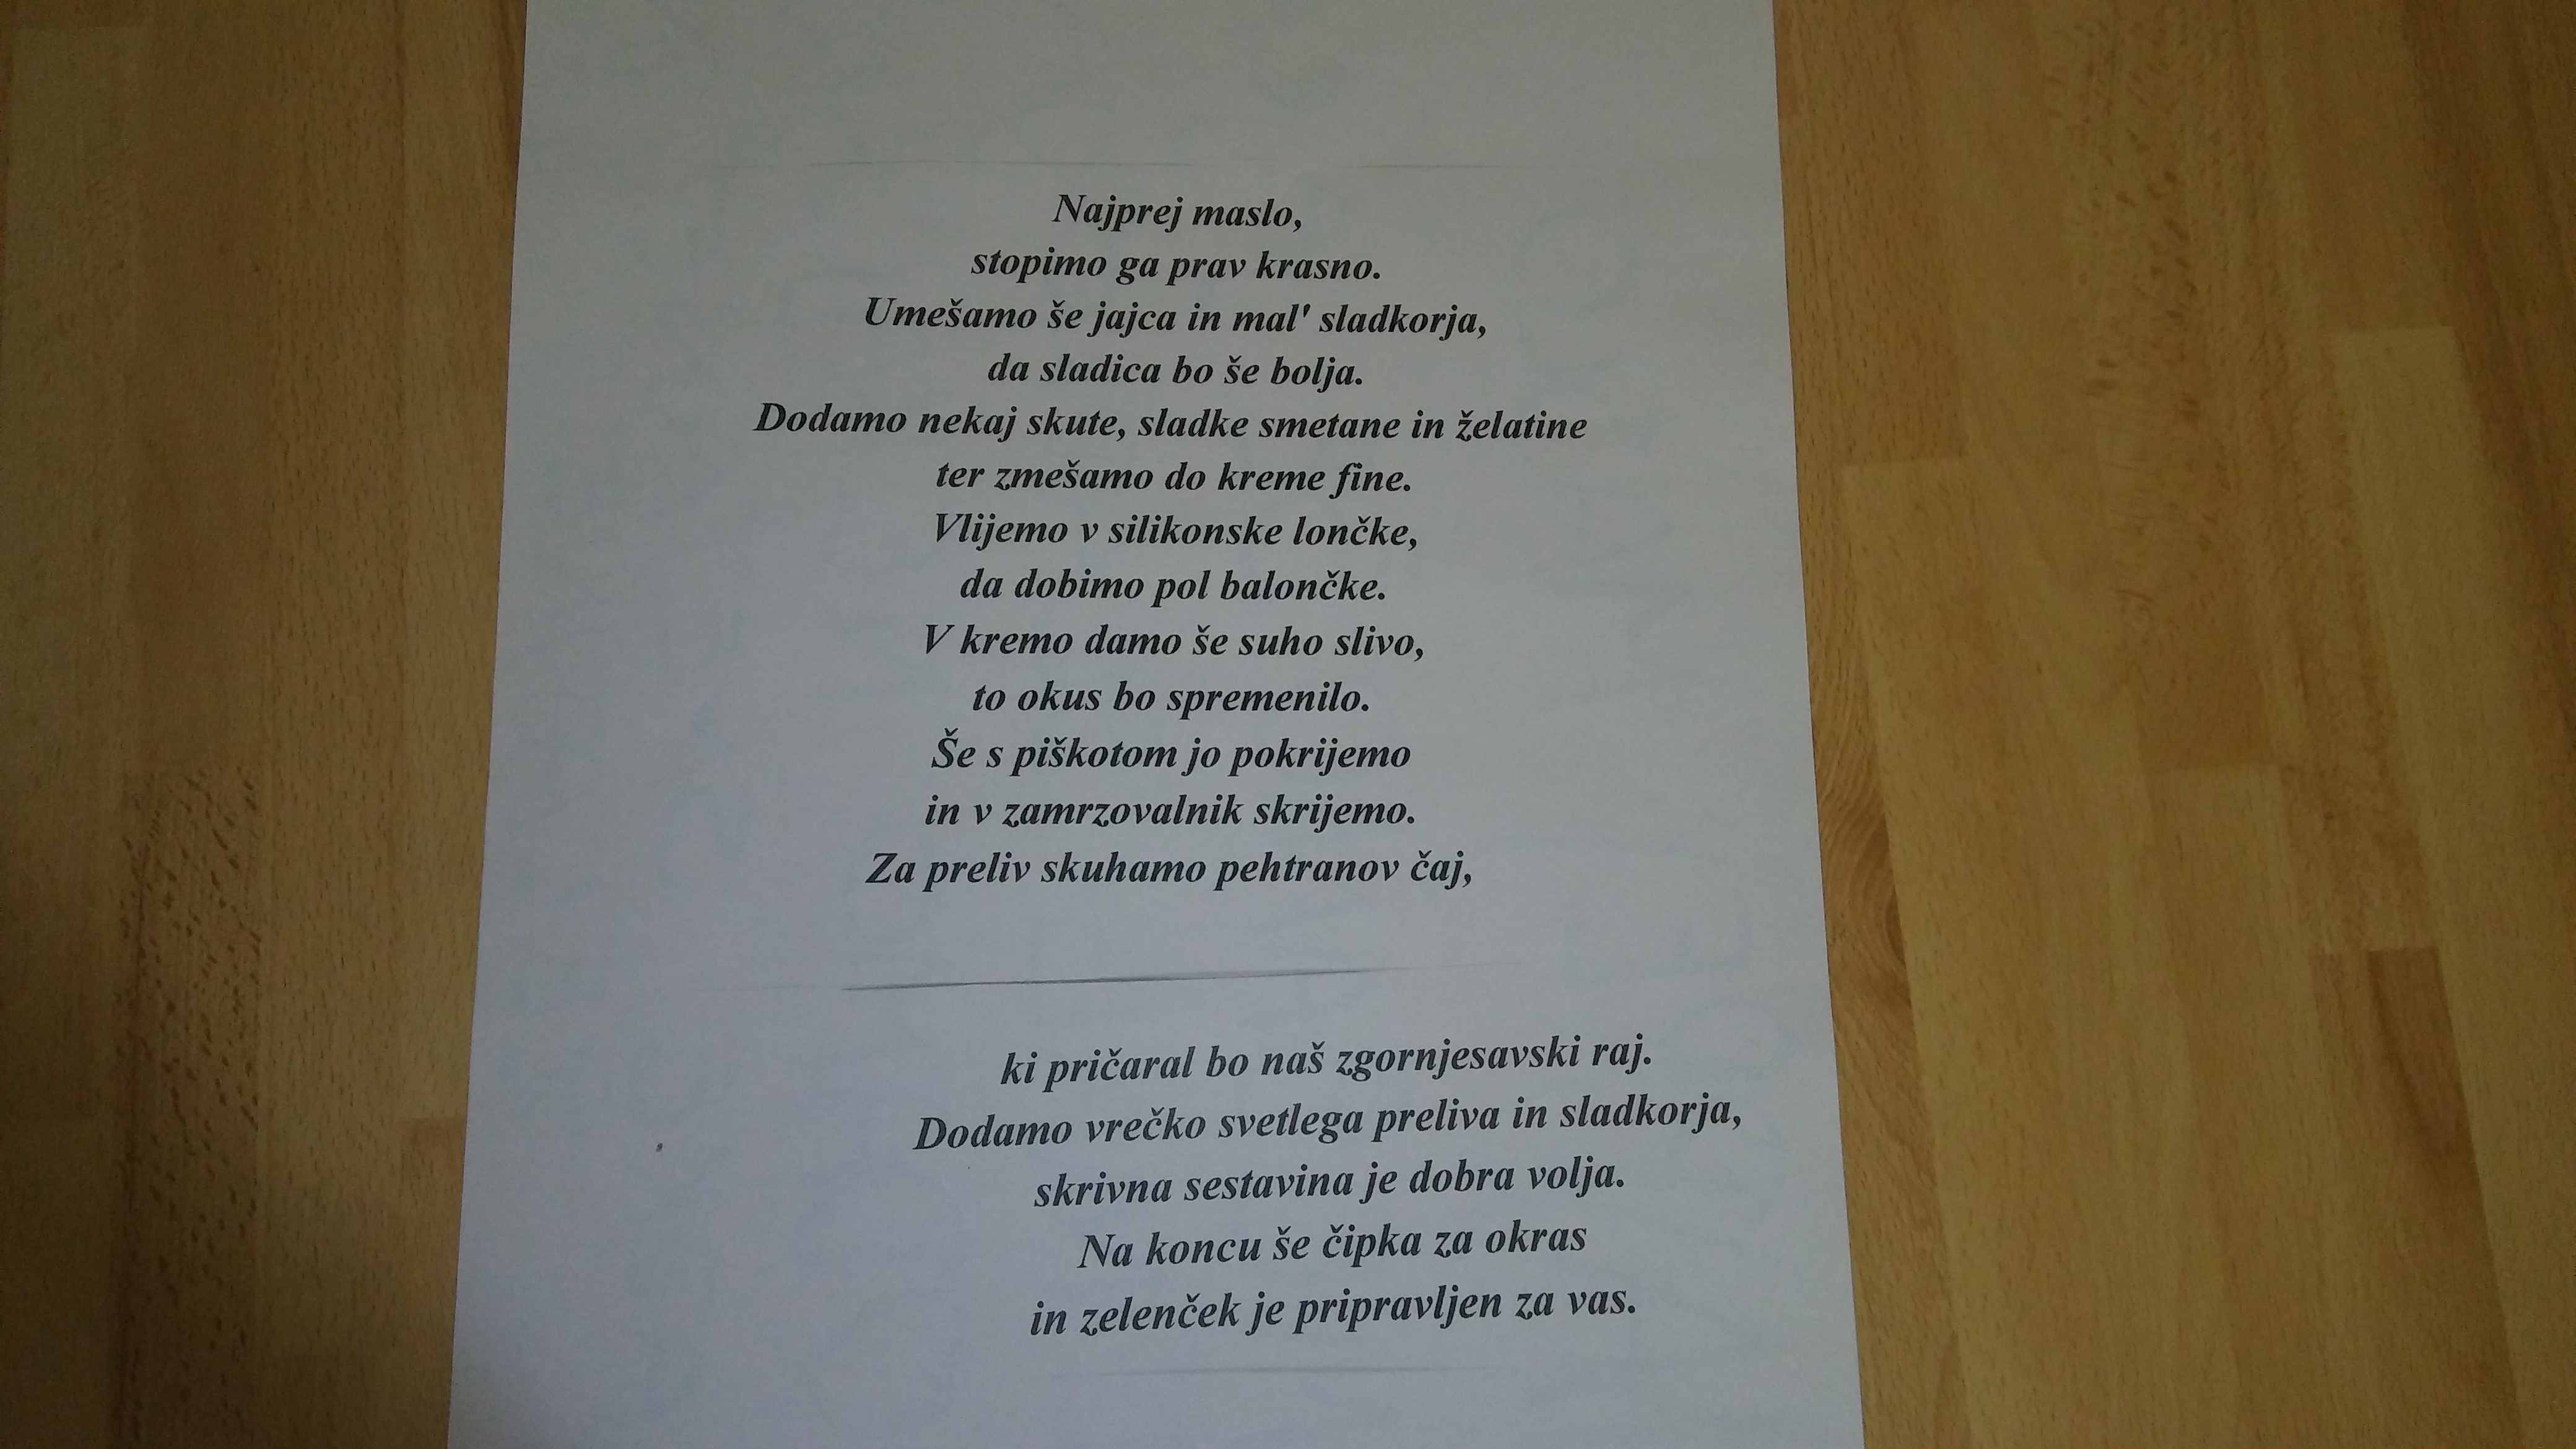 Najprej maslo,
stopimo ga prav krasno.
Umešamo še jajca in mal' sladkorja,
da sladica bo še bolja.
Dodamo nekaj skute, sladke smetane in želatine
ter zmešamo do kreme fine.
Vlijemo v silikonske lončke,
da dobimo pol balončke.
V kremo damo še suho slivo,
to okus bo spremenilo.
Še s piškotom jo pokrijemo
in v zamrzovalnik skrijemo.
Za preliv skuhamo pehtranov čaj,
ki pričaral bo naš zgornjesavski raj.
Dodamo vrečko svetlega preliva in sladkorja,
skrivna sestavina je dobra volja.
Na koncu še čipka za okras
in zelenček je pripravljen za vas.